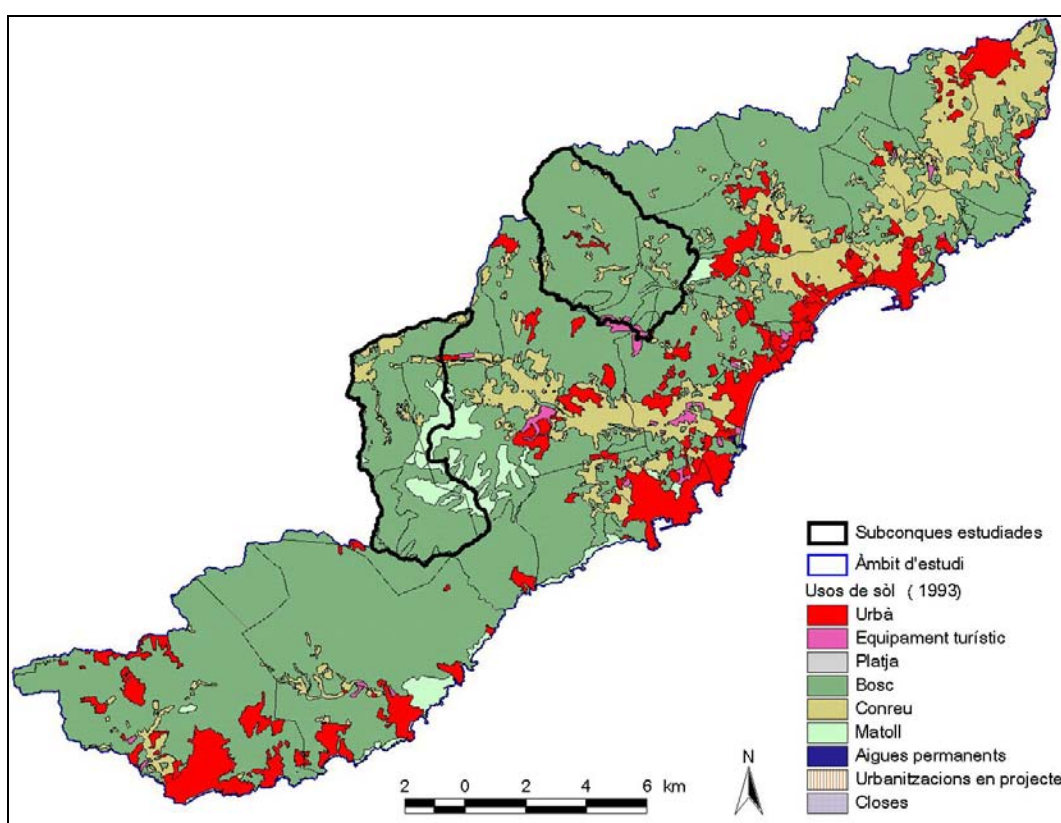 Subconques estudiades
Àmbit d'estudi
Usos de sòl ( 1993)
Urbà
Equipament turístic
Platja
Bosc
Conreu
Matoll
Aigues permanents
Urbanitzacions en projecte
Closes
N
2 0 2 4 6 km